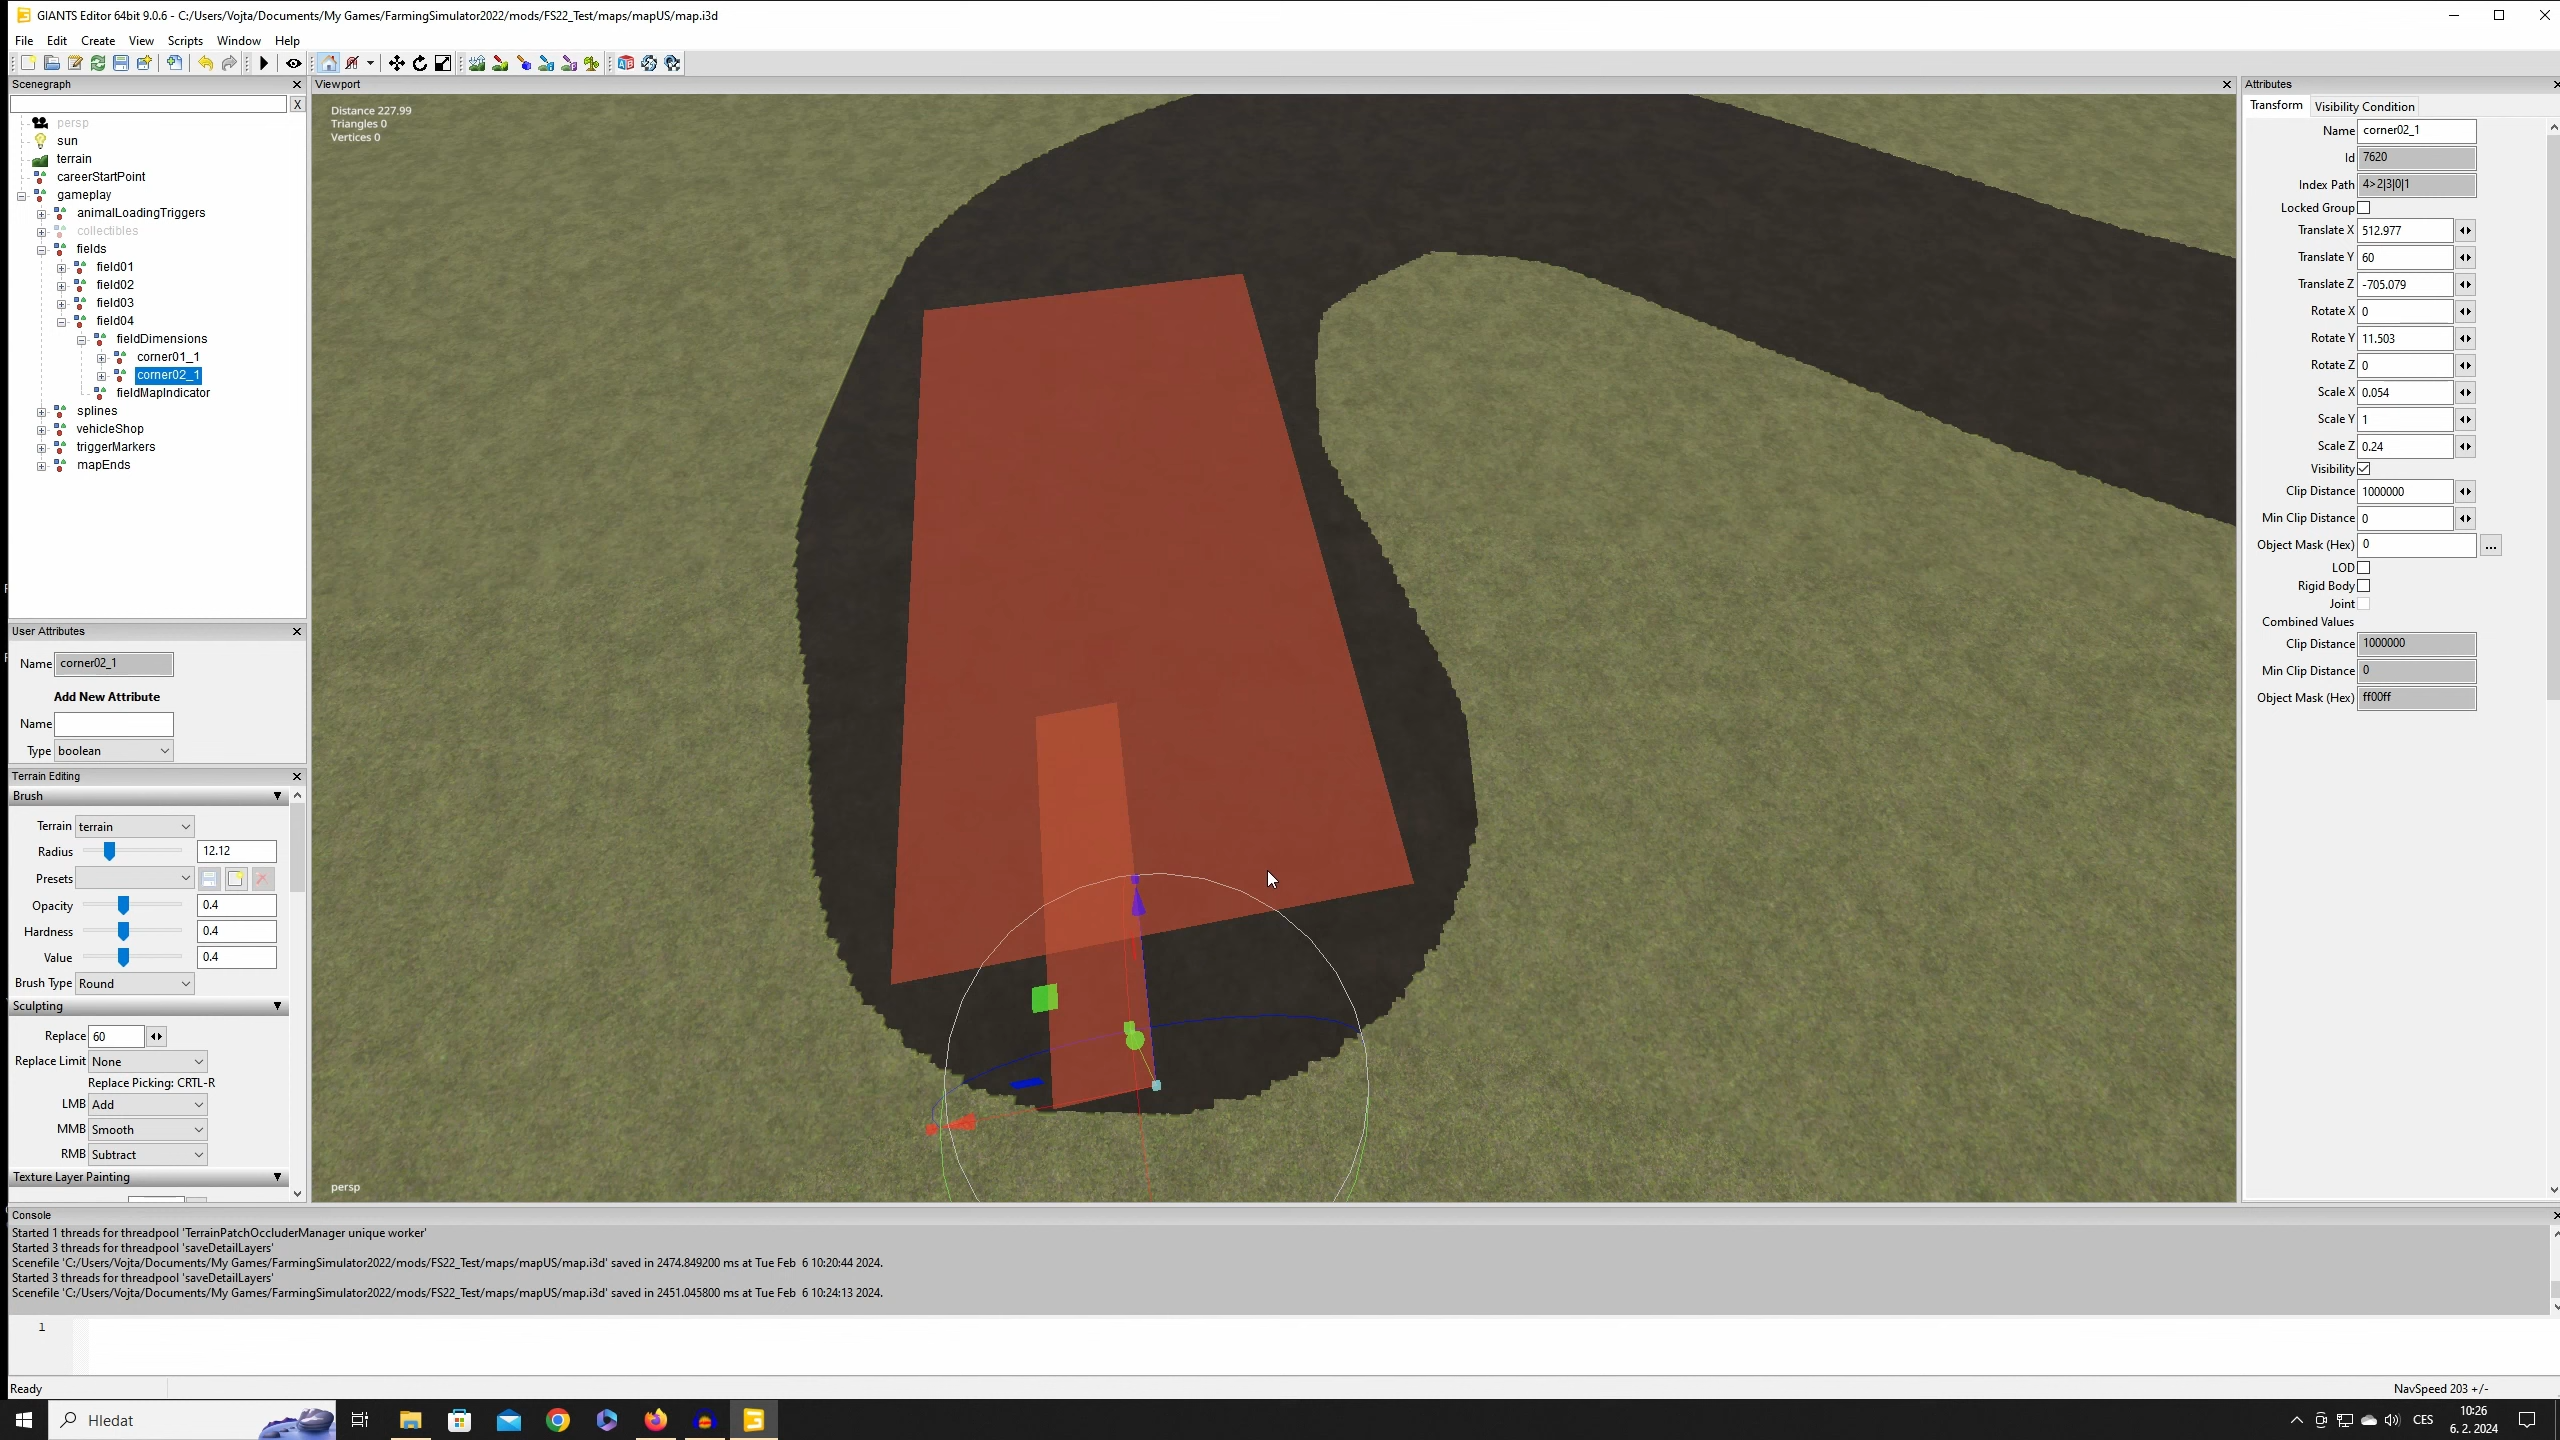 GIANTS Editor 64bit 9.0.6 - C:/Users/Vojta/Documents/My Games/FarmingSimulator2022/mods/FS22_Test/maps/mapUS/map.i3d
File Edit Create View Scripts Window Help
Scenegraph
X
persp
sun
terrain
careerStartPoint
gameplay
animalLoadingTriggers
collectibles
fields
field01
field02
field03
field04
fieldDimensions
corner01_1
corner02_1
fieldMapIndicator
splines
vehicleShop
triggerMarkers
mapEnds
User Attributes
Name corner02_1
Add New Attribute
Name
Type boolean
Terrain Editing
Brush
Terrain terrain
Radius 12.12
Presets
Opacity 0.4
Hardness 0.4
Value 0.4
Brush Type Round
Sculpting
Replace 60
Replace Limit None
Replace Picking: CRTL-R
LMB Add
MMB Smooth
RMB Subtract
Texture Layer Painting
Viewport
Distance 227.99
Triangles 0
Vertices 0
persp
Attributes
Transform Visibility Condition
Name corner02_1
Id 7620
Index Path 4>2|3|0|1
Locked Group
Translate X 512.977
Translate Y 60
Translate Z -705.079
Rotate X 0
Rotate Y 11.503
Rotate Z 0
Scale X 0.054
Scale Y 1
Scale Z 0.24
Visibility
Clip Distance 1000000
Min Clip Distance 0
Object Mask (Hex) 0 ...
LOD
Rigid Body
Joint
Combined Values
Clip Distance 1000000
Min Clip Distance 0
Object Mask (Hex) ff00ff
Console
Started 1 threads for threadpool 'TerrainPatchOccluderManager unique worker'
Started 3 threads for threadpool 'saveDetailLayers'
Scenefile 'C:/Users/Vojta/Documents/My Games/FarmingSimulator2022/mods/FS22_Test/maps/mapUS/map.i3d' saved in 2474.849200 ms at Tue Feb  6 10:20:44 2024.
Started 3 threads for threadpool 'saveDetailLayers'
Scenefile 'C:/Users/Vojta/Documents/My Games/FarmingSimulator2022/mods/FS22_Test/maps/mapUS/map.i3d' saved in 2451.045800 ms at Tue Feb  6 10:24:13 2024.
1
Ready
NavSpeed 203 +/-
Hledat
CES
10:26
6. 2. 2024